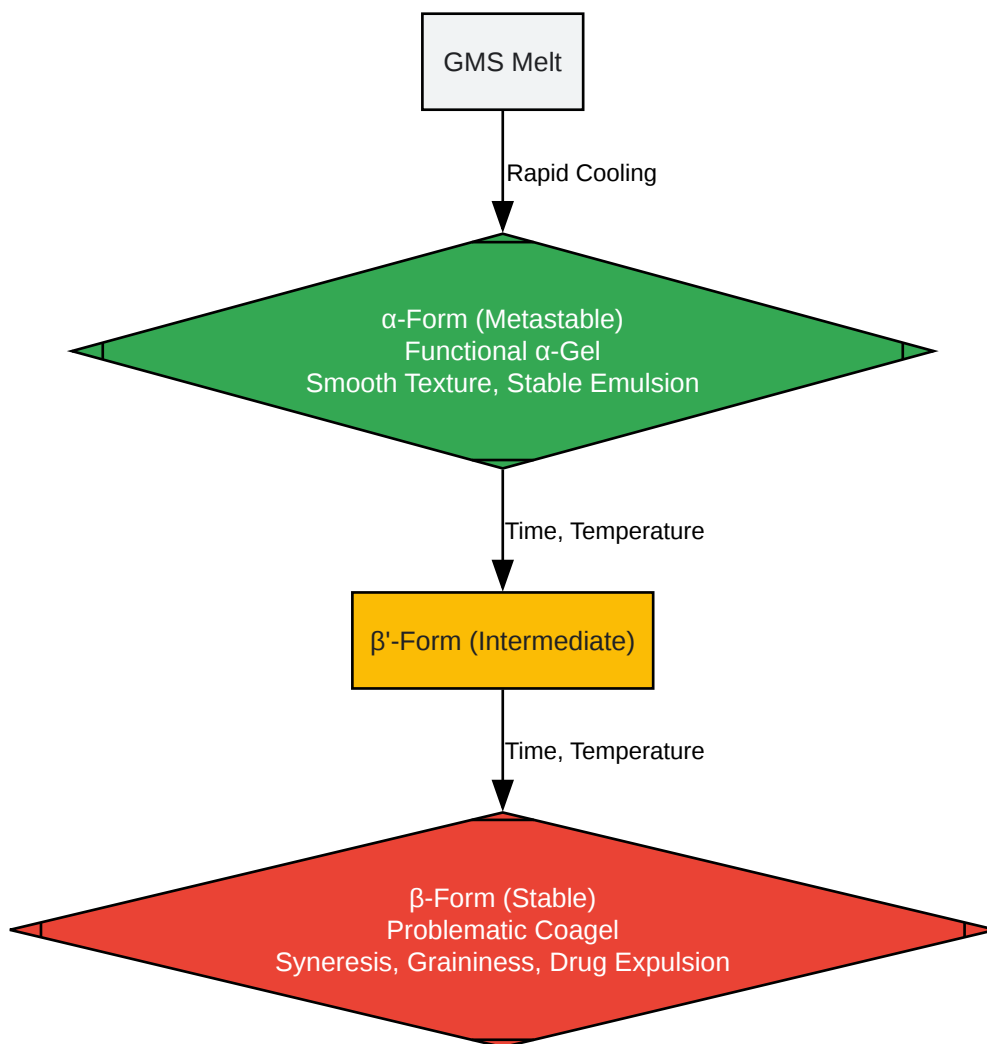 GMS Melt
Rapid Cooling
α-Form (Metastable)
Functional α-Gel
Smooth Texture, Stable Emulsion
Time, Temperature
β'-Form (Intermediate)
Time, Temperature
β-Form (Stable)
Problematic Coagel
Syneresis, Graininess, Drug Expulsion